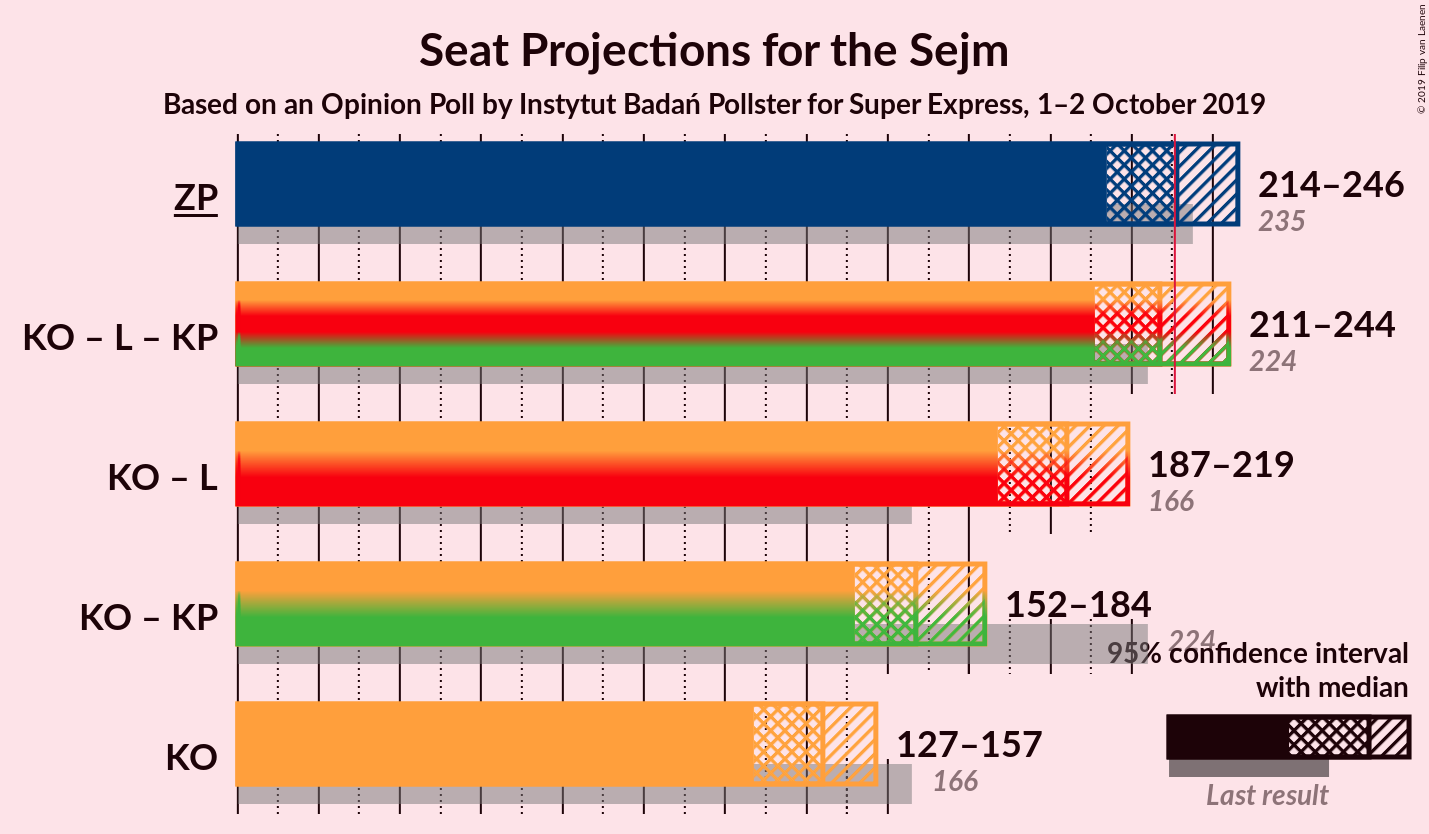 © 2019 Filip van Laenen
Seat Projections for the Sejm
Based on an Opinion Poll by Instytut Badań Pollster for Super Express, 1–2 October 2019
ZP
214–246
235
KO – L – KP
211–244
224
KO – L
187–219
166
KO – KP
152–184
224
95% confidence interval
with median
KO
127–157
166
Last result